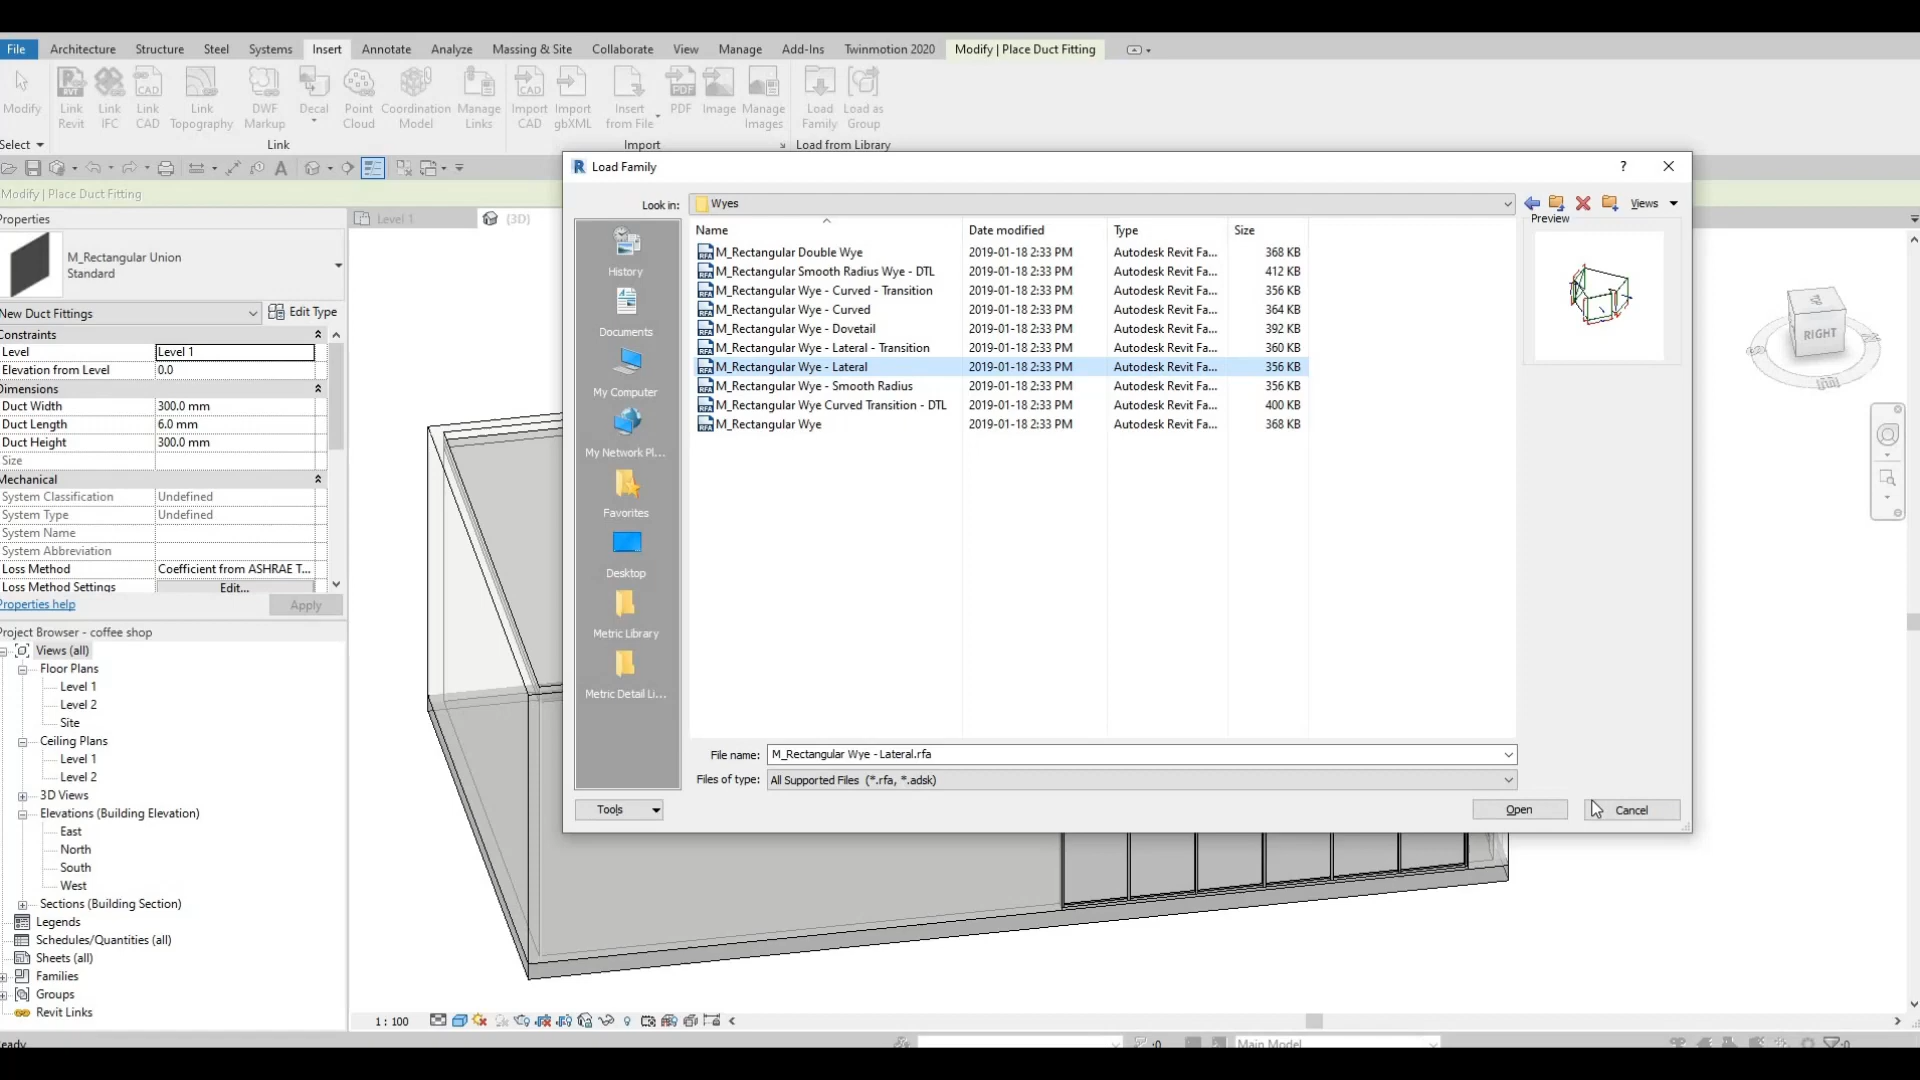 File Architecture Structure Steel Systems Insert Annotate Analyze Massing & Site Collaborate View Manage Add-Ins Twinmotion 2020 Modify | Place Duct Fitting
Modify Link Revit Link IFC Link CAD Link Topography DWF Markup Decal Point Cloud Coordination Model Manage Links Import CAD Import gbXML Insert from File PDF Image Manage Images Load Family Load as Group
Select Link Import Load from Library
Modify | Place Duct Fitting
Properties
Level 1 (3D)
M_Rectangular Union
Standard
New Duct Fittings Edit Type
Constraints
Level Level 1
Elevation from Level 0.0
Dimensions
Duct Width 300.0 mm
Duct Length 6.0 mm
Duct Height 300.0 mm
Size
Mechanical
System Classification Undefined
System Type Undefined
System Name
System Abbreviation
Loss Method Coefficient from ASHRAE T...
Loss Method Settings Edit...
Properties help Apply
Project Browser - coffee shop
Views (all)
Floor Plans
Level 1
Level 2
Site
Ceiling Plans
Level 1
Level 2
3D Views
Elevations (Building Elevation)
East
North
South
West
Sections (Building Section)
Legends
Schedules/Quantities (all)
Sheets (all)
Families
Groups
Revit Links
Load Family ?
Look in: Wyes Views
Preview
History
Documents
My Computer
My Network Pl...
Favorites
Desktop
Metric Library
Metric Detail Li...
Name Date modified Type Size
M_Rectangular Double Wye 2019-01-18 2:33 PM Autodesk Revit Fa... 368 KB
M_Rectangular Smooth Radius Wye - DTL 2019-01-18 2:33 PM Autodesk Revit Fa... 412 KB
M_Rectangular Wye - Curved - Transition 2019-01-18 2:33 PM Autodesk Revit Fa... 356 KB
M_Rectangular Wye - Curved 2019-01-18 2:33 PM Autodesk Revit Fa... 364 KB
M_Rectangular Wye - Dovetail 2019-01-18 2:33 PM Autodesk Revit Fa... 392 KB
M_Rectangular Wye - Lateral - Transition 2019-01-18 2:33 PM Autodesk Revit Fa... 360 KB
M_Rectangular Wye - Lateral 2019-01-18 2:33 PM Autodesk Revit Fa... 356 KB
M_Rectangular Wye - Smooth Radius 2019-01-18 2:33 PM Autodesk Revit Fa... 356 KB
M_Rectangular Wye Curved Transition - DTL 2019-01-18 2:33 PM Autodesk Revit Fa... 400 KB
M_Rectangular Wye 2019-01-18 2:33 PM Autodesk Revit Fa... 368 KB
File name: M_Rectangular Wye - Lateral.rfa
Files of type: All Supported Files (*.rfa, *.adsk)
Tools Open Cancel
RIGHT
1 : 100
eady :0 Main Model :0